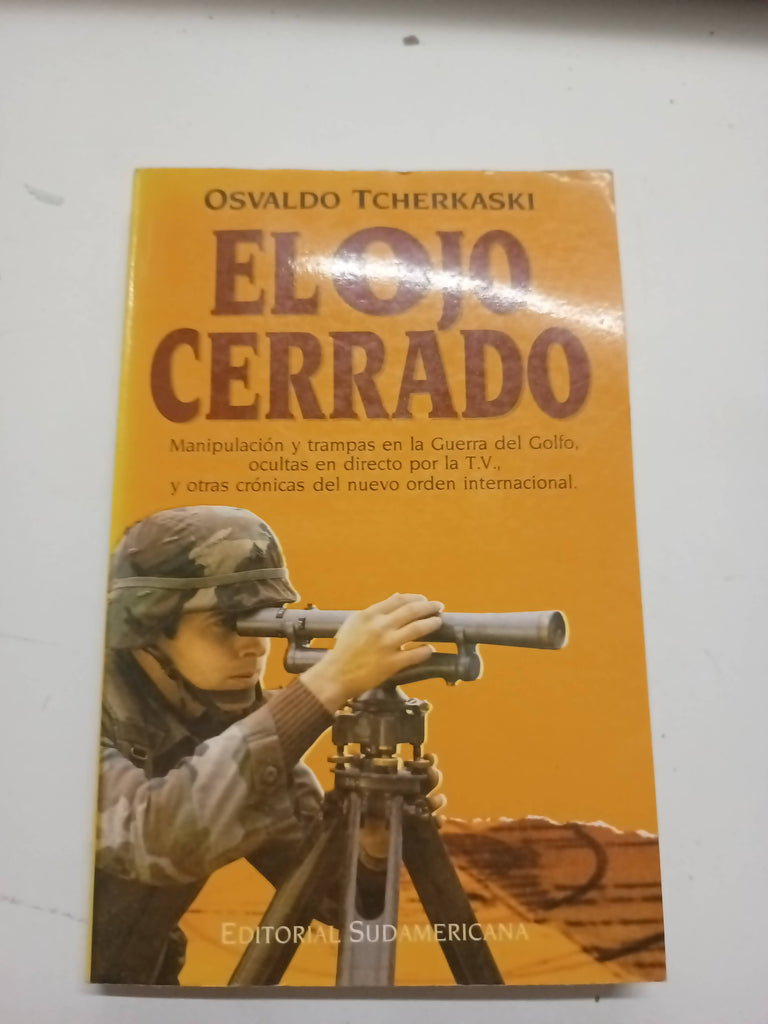 OSVALDO TCHERKASKI
EL OJO
CERRADO
Manipulación y trampas en la Guerra del Golfo,
ocultas en directo por la T.V.,
y otras crónicas del nuevo orden internacional.
EDITORIAL SUDAMERICANA